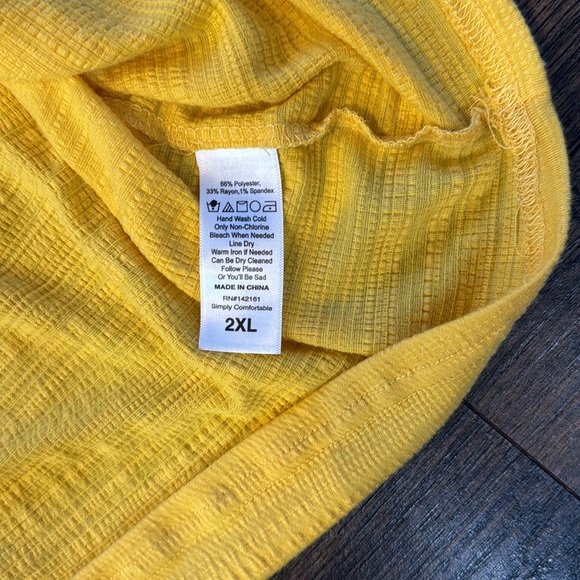 66% Polyester,
33% Rayon,1% Spandex
Hand Wash Cold
Only Non-Chlorine
Bleach When Needed
Line Dry
Warm Iron If Needed
Can Be Dry Cleaned
Follow Please
Or You'll Be Sad
MADE IN CHINA
RN#142161
Simply Comfortable
2XL